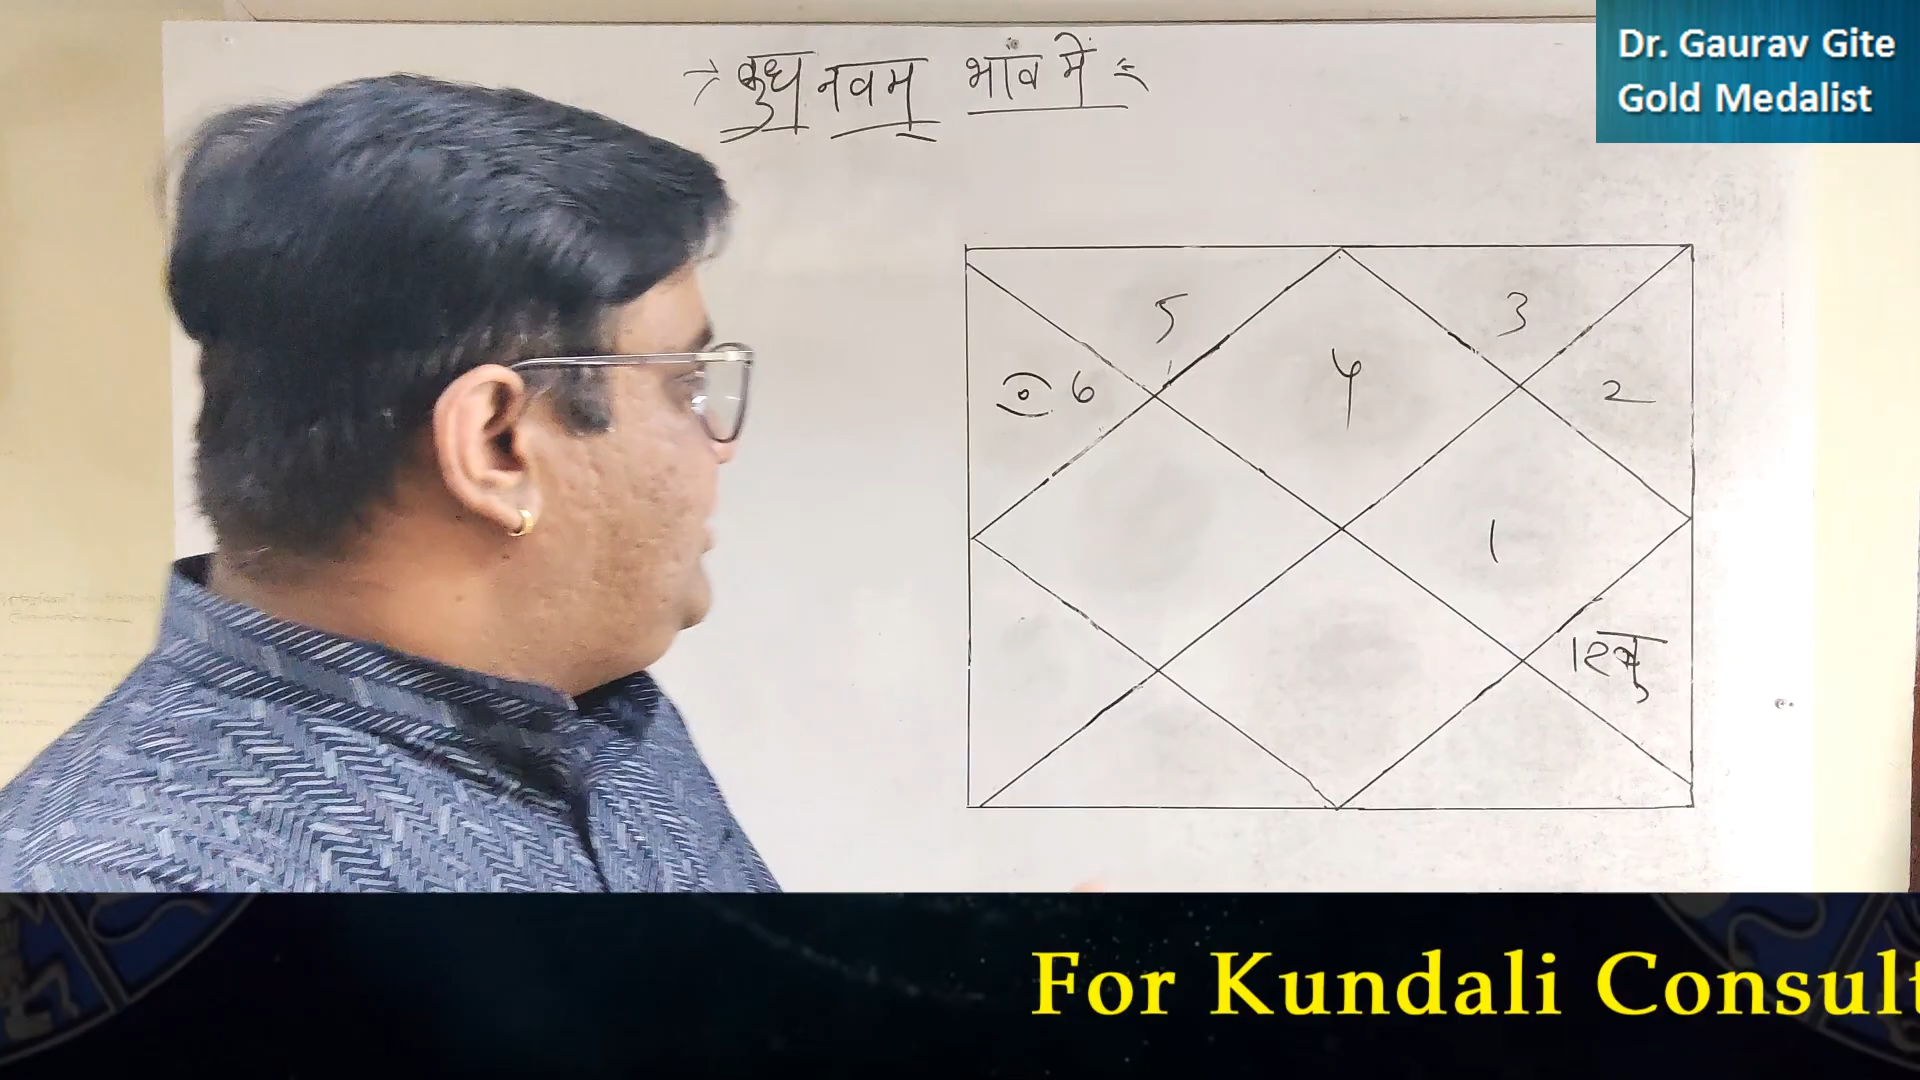 Dr. Gaurav Gite
Gold Medalist
→ बुध नवम् भाव में :-
5
3
6
4
2
1
12 बु
For Kundali Consult